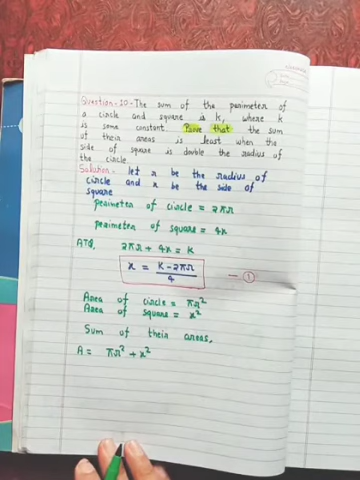 Question-10- The sum of the perimeter of
a circle and square is k, where k
is some constant. Prove that the sum
of their areas is least when the
side of square is double the radius of
the circle.
Solution - let r be the radius of
circle and x be the side of
square
perimeter of circle = 2πr
perimeter of square = 4x
ATQ, 2πr + 4x = k
x = k - 2πr / 4 — ①
Area of circle = πr²
Area of square = x²
Sum of their areas,
A = πr² + x²